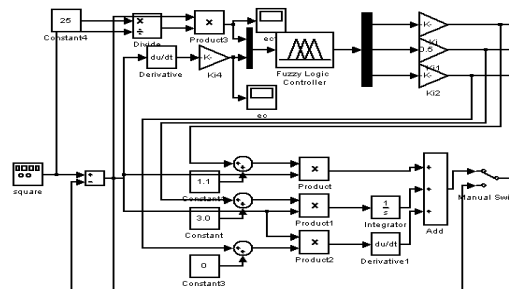 25
Constant4
×
÷
Divide
×
Product3
ec
du/dt
Derivative
-K-
Ki4
Fuzzy Logic
Controller
ec
-K-
Ki
0.5
Ki1
-K-
Ki2
square
+
-
1.1
Constant1
×
Product
3.0
Constant
×
Product1
1
s
Integrator
0
Constant3
×
Product2
du/dt
Derivative1
+
+
+
Add
Manual Swi